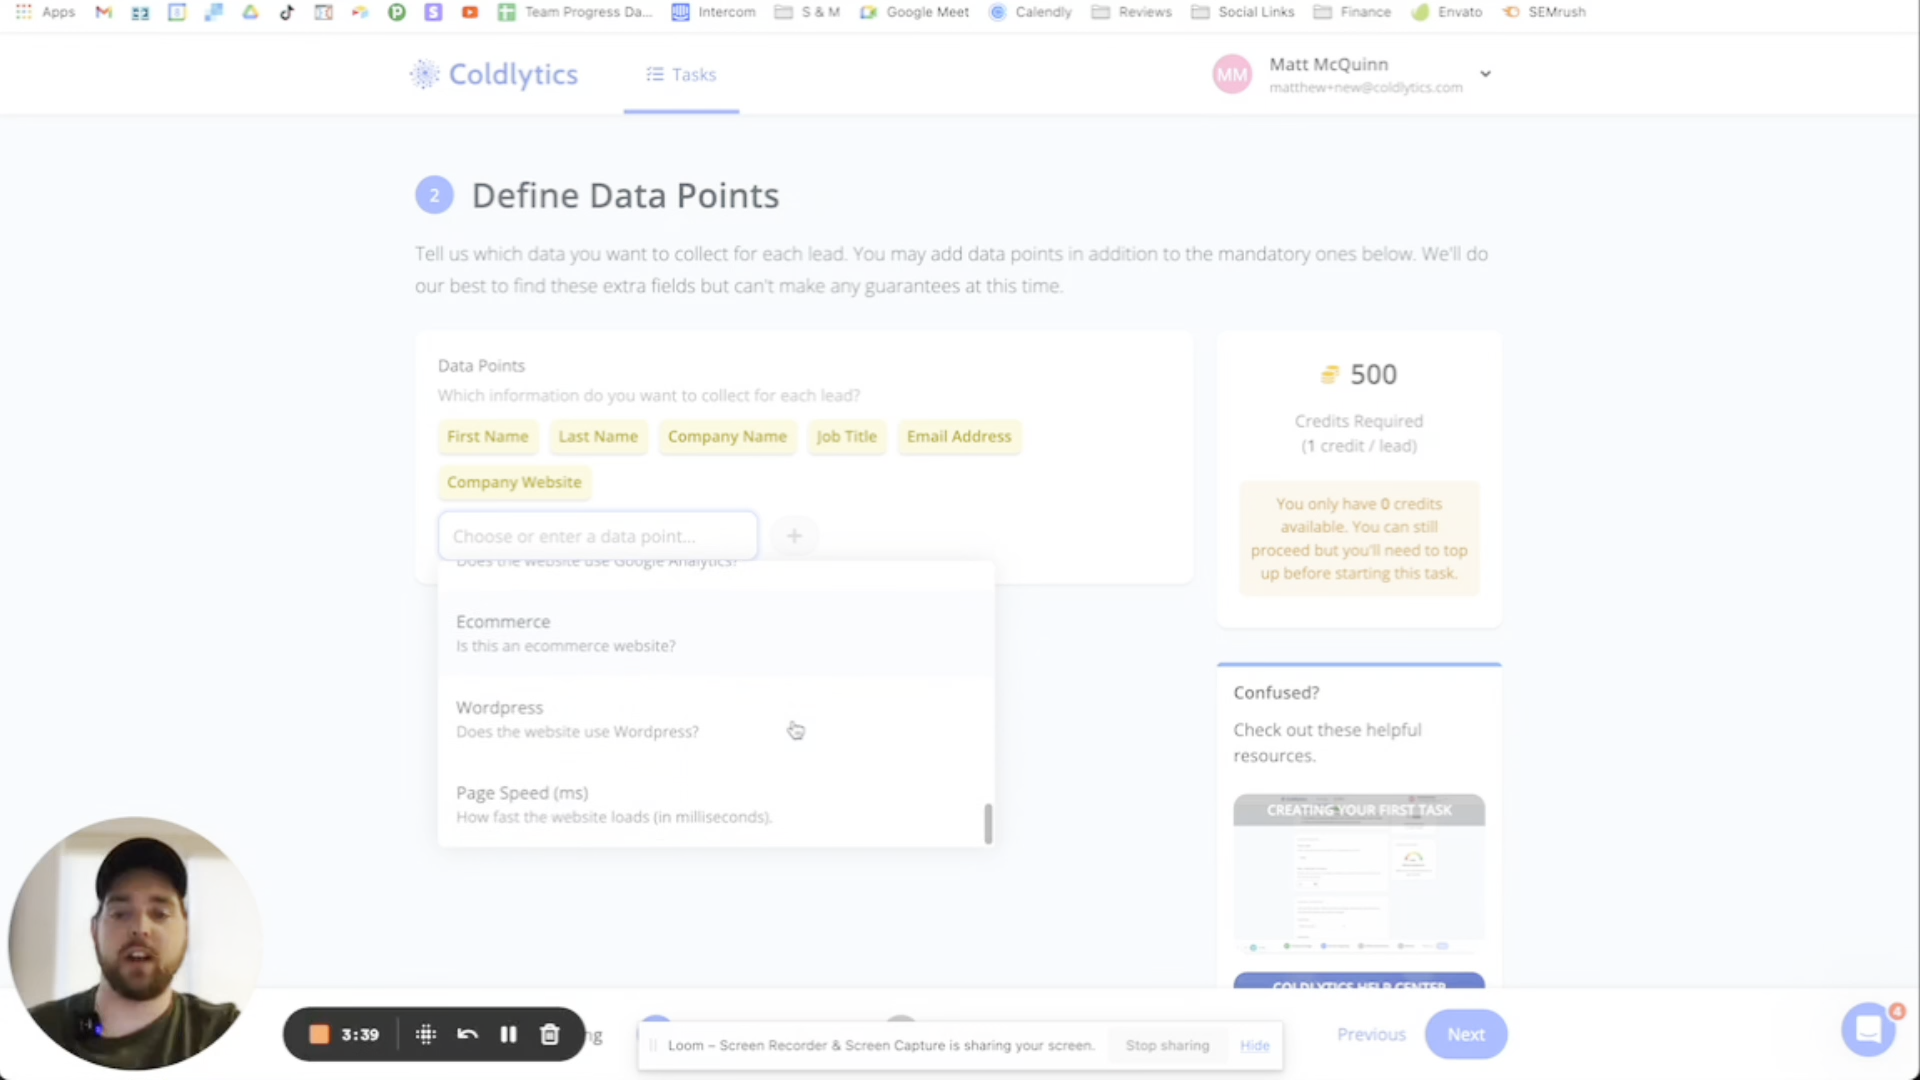 Apps
Team Progress Da...
Intercom
S & M
Google Meet
Calendly
Reviews
Social Links
Finance
Envato
SEMrush
Coldlytics
Tasks
MM
Matt McQuinn
matthew+new@coldlytics.com
2
Define Data Points
Tell us which data you want to collect for each lead. You may add data points in addition to the mandatory ones below. We'll do
our best to find these extra fields but can't make any guarantees at this time.
Data Points
Which information do you want to collect for each lead?
First Name
Last Name
Company Name
Job Title
Email Address
Company Website
Choose or enter a data point...
+
Does the website use Google Analytics?
Ecommerce
Is this an ecommerce website?
Wordpress
Does the website use Wordpress?
Page Speed (ms)
How fast the website loads (in milliseconds).
500
Credits Required
(1 credit / lead)
You only have 0 credits
available. You can still
proceed but you'll need to top
up before starting this task.
Confused?
Check out these helpful
resources.
CREATING YOUR FIRST TASK
COLDLYTICS HELP CENTER
3:39
ng
Loom – Screen Recorder & Screen Capture is sharing your screen.
Stop sharing
Hide
Previous
Next
4